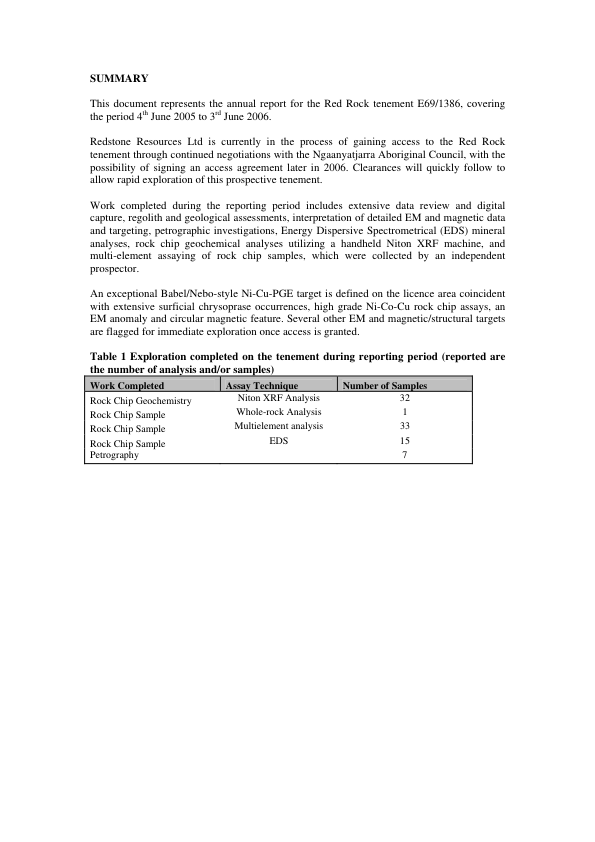 SUMMARY
This document represents the annual report for the Red Rock tenement E69/1386, covering
the period 4th June 2005 to 3rd June 2006.
Redstone Resources Ltd is currently in the process of gaining access to the Red Rock
tenement through continued negotiations with the Ngaanyatjarra Aboriginal Council, with the
possibility of signing an access agreement later in 2006. Clearances will quickly follow to
allow rapid exploration of this prospective tenement.
Work completed during the reporting period includes extensive data review and digital
capture, regolith and geological assessments, interpretation of detailed EM and magnetic data
and targeting, petrographic investigations, Energy Dispersive Spectrometrical (EDS) mineral
analyses, rock chip geochemical analyses utilizing a handheld Niton XRF machine, and
multi-element assaying of rock chip samples, which were collected by an independent
prospector.
An exceptional Babel/Nebo-style Ni-Cu-PGE target is defined on the licence area coincident
with extensive surficial chrysoprase occurrences, high grade Ni-Co-Cu rock chip assays, an
EM anomaly and circular magnetic feature. Several other EM and magnetic/structural targets
are flagged for immediate exploration once access is granted.
Table 1 Exploration completed on the tenement during reporting period (reported are
the number of analysis and/or samples)
Work Completed Assay Technique Number of Samples
Rock Chip Geochemistry Niton XRF Analysis 32
Rock Chip Sample Whole-rock Analysis 1
Rock Chip Sample Multielement analysis 33
Rock Chip Sample EDS 15
Petrography 7